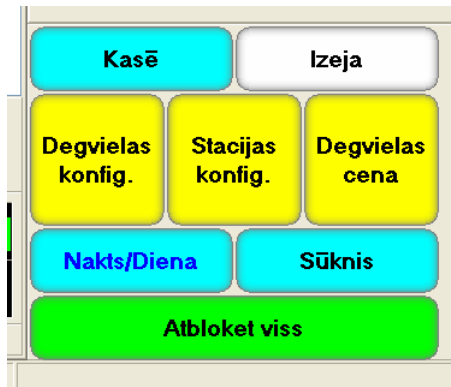 Kasē
Izeja
Degvielas
konfig.
Stacijas
konfig.
Degvielas
cena
Nakts/Diena
Sūknis
Atbloket viss